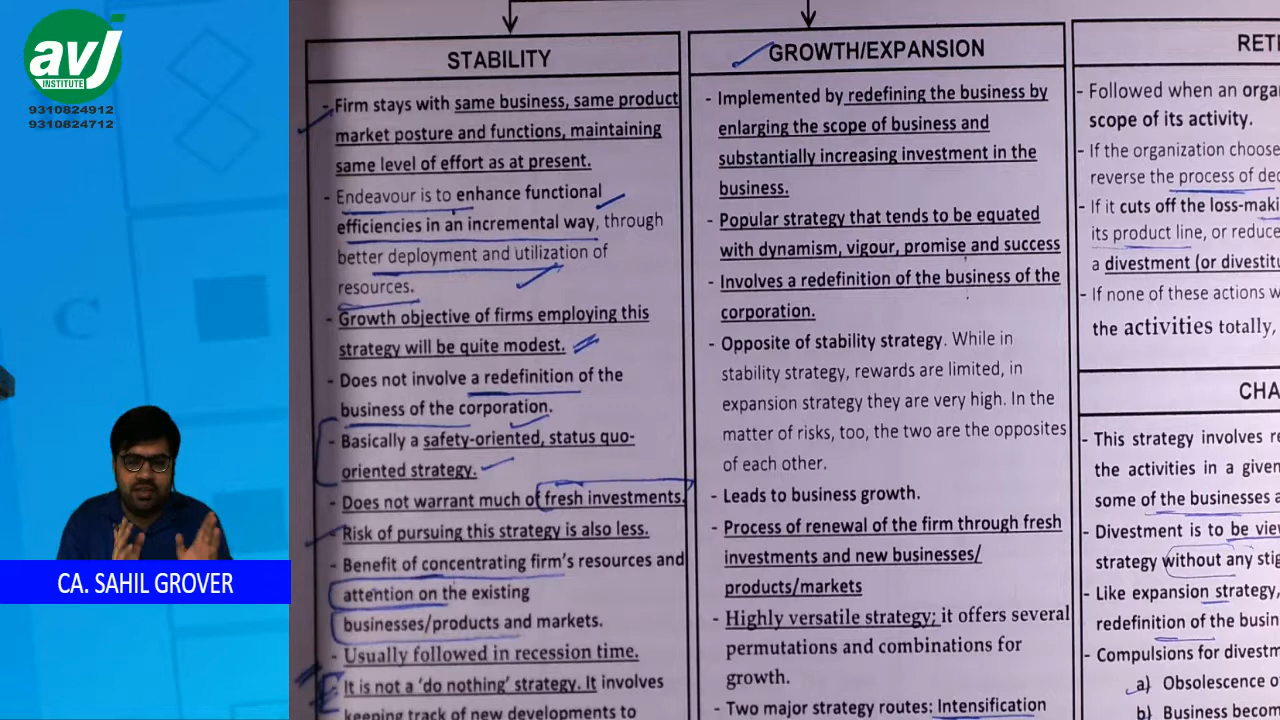 avj
INSTITUTE
9310824912
9310824712
CA. SAHIL GROVER
STABILITY
- Firm stays with same business, same product
market posture and functions, maintaining
same level of effort as at present.
- Endeavour is to enhance functional
efficiencies in an incremental way, through
better deployment and utilization of
resources.
- Growth objective of firms employing this
strategy will be quite modest.
- Does not involve a redefinition of the
business of the corporation.
- Basically a safety-oriented, status quo-
oriented strategy.
- Does not warrant much of fresh investments.
- Risk of pursuing this strategy is also less.
- Benefit of concentrating firm's resources and
attention on the existing
businesses/products and markets.
- Usually followed in recession time.
- It is not a 'do nothing' strategy. It involves
keeping track of new developments to
GROWTH/EXPANSION
- Implemented by redefining the business by
enlarging the scope of business and
substantially increasing investment in the
business.
- Popular strategy that tends to be equated
with dynamism, vigour, promise and success
- Involves a redefinition of the business of the
corporation.
- Opposite of stability strategy. While in
stability strategy, rewards are limited, in
expansion strategy they are very high. In the
matter of risks, too, the two are the opposites
of each other.
- Leads to business growth.
- Process of renewal of the firm through fresh
investments and new businesses/
products/markets
- Highly versatile strategy; it offers several
permutations and combinations for
growth.
- Two major strategy routes: Intensification
- Followed when an
scope of its activity.
- If the organization
reverse the process of
- If it cuts off the loss-
its product line, or reduce
a divestment (or
- If none of these actions
the activities totally,
- This strategy involves
the activities in a given
some of the businesses
- Divestment is to be
strategy without any
- Like expansion strategy,
redefinition of the
- Compulsions for
a) Obsolescence
b) Business